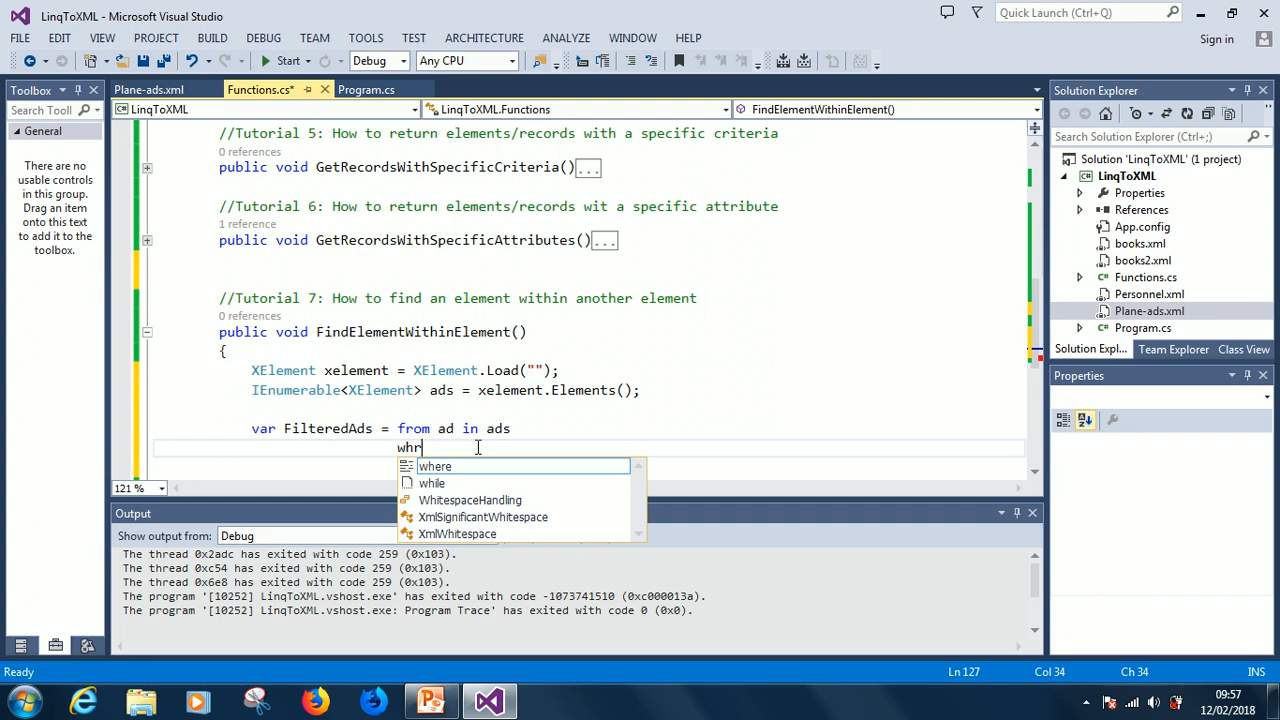 LinqToXML - Microsoft Visual Studio
Quick Launch (Ctrl+Q)
FILE EDIT VIEW PROJECT BUILD DEBUG TEAM TOOLS TEST ARCHITECTURE ANALYZE WINDOW HELP
Sign in
Start Debug Any CPU
Toolbox
Search Tool
General
There are no
usable controls
in this group.
Drag an item
onto this text
to add it to the
toolbox.
Plane-ads.xml Functions.cs* Program.cs
LinqToXML LinqToXML.Functions FindElementWithinElement()
//Tutorial 5: How to return elements/records with a specific criteria
0 references
public void GetRecordsWithSpecificCriteria()...
//Tutorial 6: How to return elements/records wit a specific attribute
1 reference
public void GetRecordsWithSpecificAttributes()...
//Tutorial 7: How to find an element within another element
0 references
public void FindElementWithinElement()
{
XElement xelement = XElement.Load("");
IEnumerable<XElement> ads = xelement.Elements();
var FilteredAds = from ad in ads
whr
where
while
WhitespaceHandling
XmlSignificantWhitespace
XmlWhitespace
121 %
Output
Show output from: Debug
The thread 0x2adc has exited with code 259 (0x103).
The thread 0xc54 has exited with code 259 (0x103).
The thread 0x6e8 has exited with code 259 (0x103).
The program '[10252] LinqToXML.vshost.exe' has exited with code -1073741510 (0xc000013a).
The program '[10252] LinqToXML.vshost.exe: Program Trace' has exited with code 0 (0x0).
Solution Explorer
Search Solution Explorer (Ctrl+;)
Solution 'LinqToXML' (1 project)
LinqToXML
Properties
References
App.config
books.xml
books2.xml
Functions.cs
Personnel.xml
Plane-ads.xml
Program.cs
Solution Expl... Team Explorer Class View
Properties
Ready Ln 127 Col 34 Ch 34 INS
09:57
12/02/2018